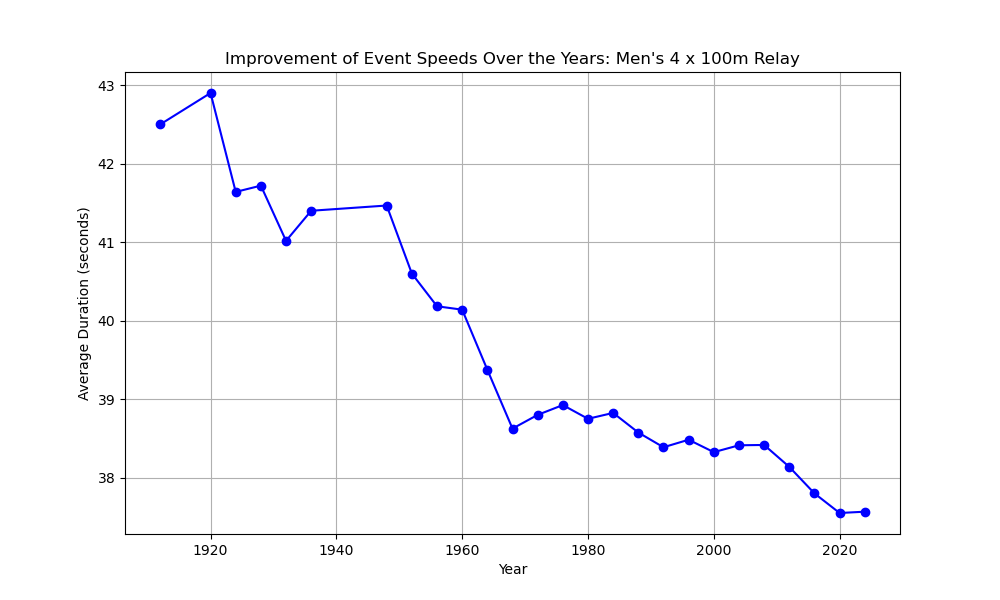 Improvement of Event Speeds Over the Years: Men's 4 x 100m Relay
43
42
41
40
39
38
Average Duration (seconds)
1920 1940 1960 1980 2000 2020
Year